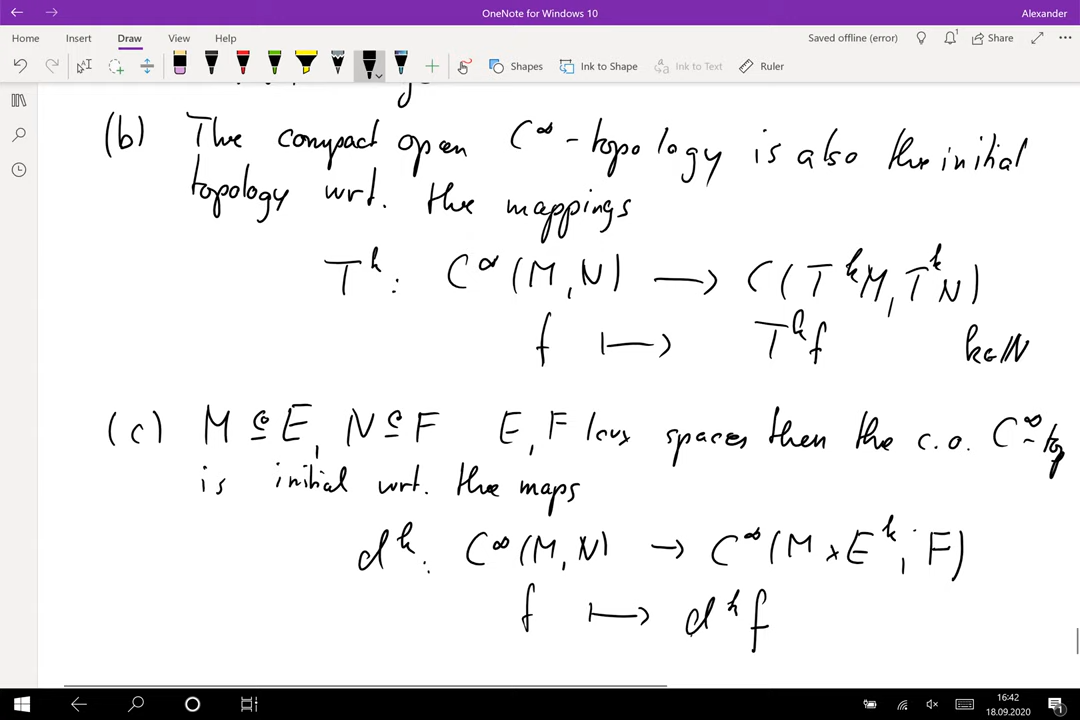 OneNote for Windows 10
Alexander
Home Insert Draw View Help
Saved offline (error)
Share
Shapes
Ink to Shape
Ink to Text
Ruler
(b) The compact open C^∞-topology is also the initial
topology wrt. the mappings
T^k: C^∞(M,N) → C(T^kM, T^kN)
f ↦ T^kf k∈ℕ
(c) M ⊆ E, N ⊆ F E, F lcvx spaces then the c.o. C^∞-top
is initial wrt. the maps
d^k: C^∞(M,N) → C^∞(M × E^k, F)
f ↦ d^k f
16:42
18.09.2020
1